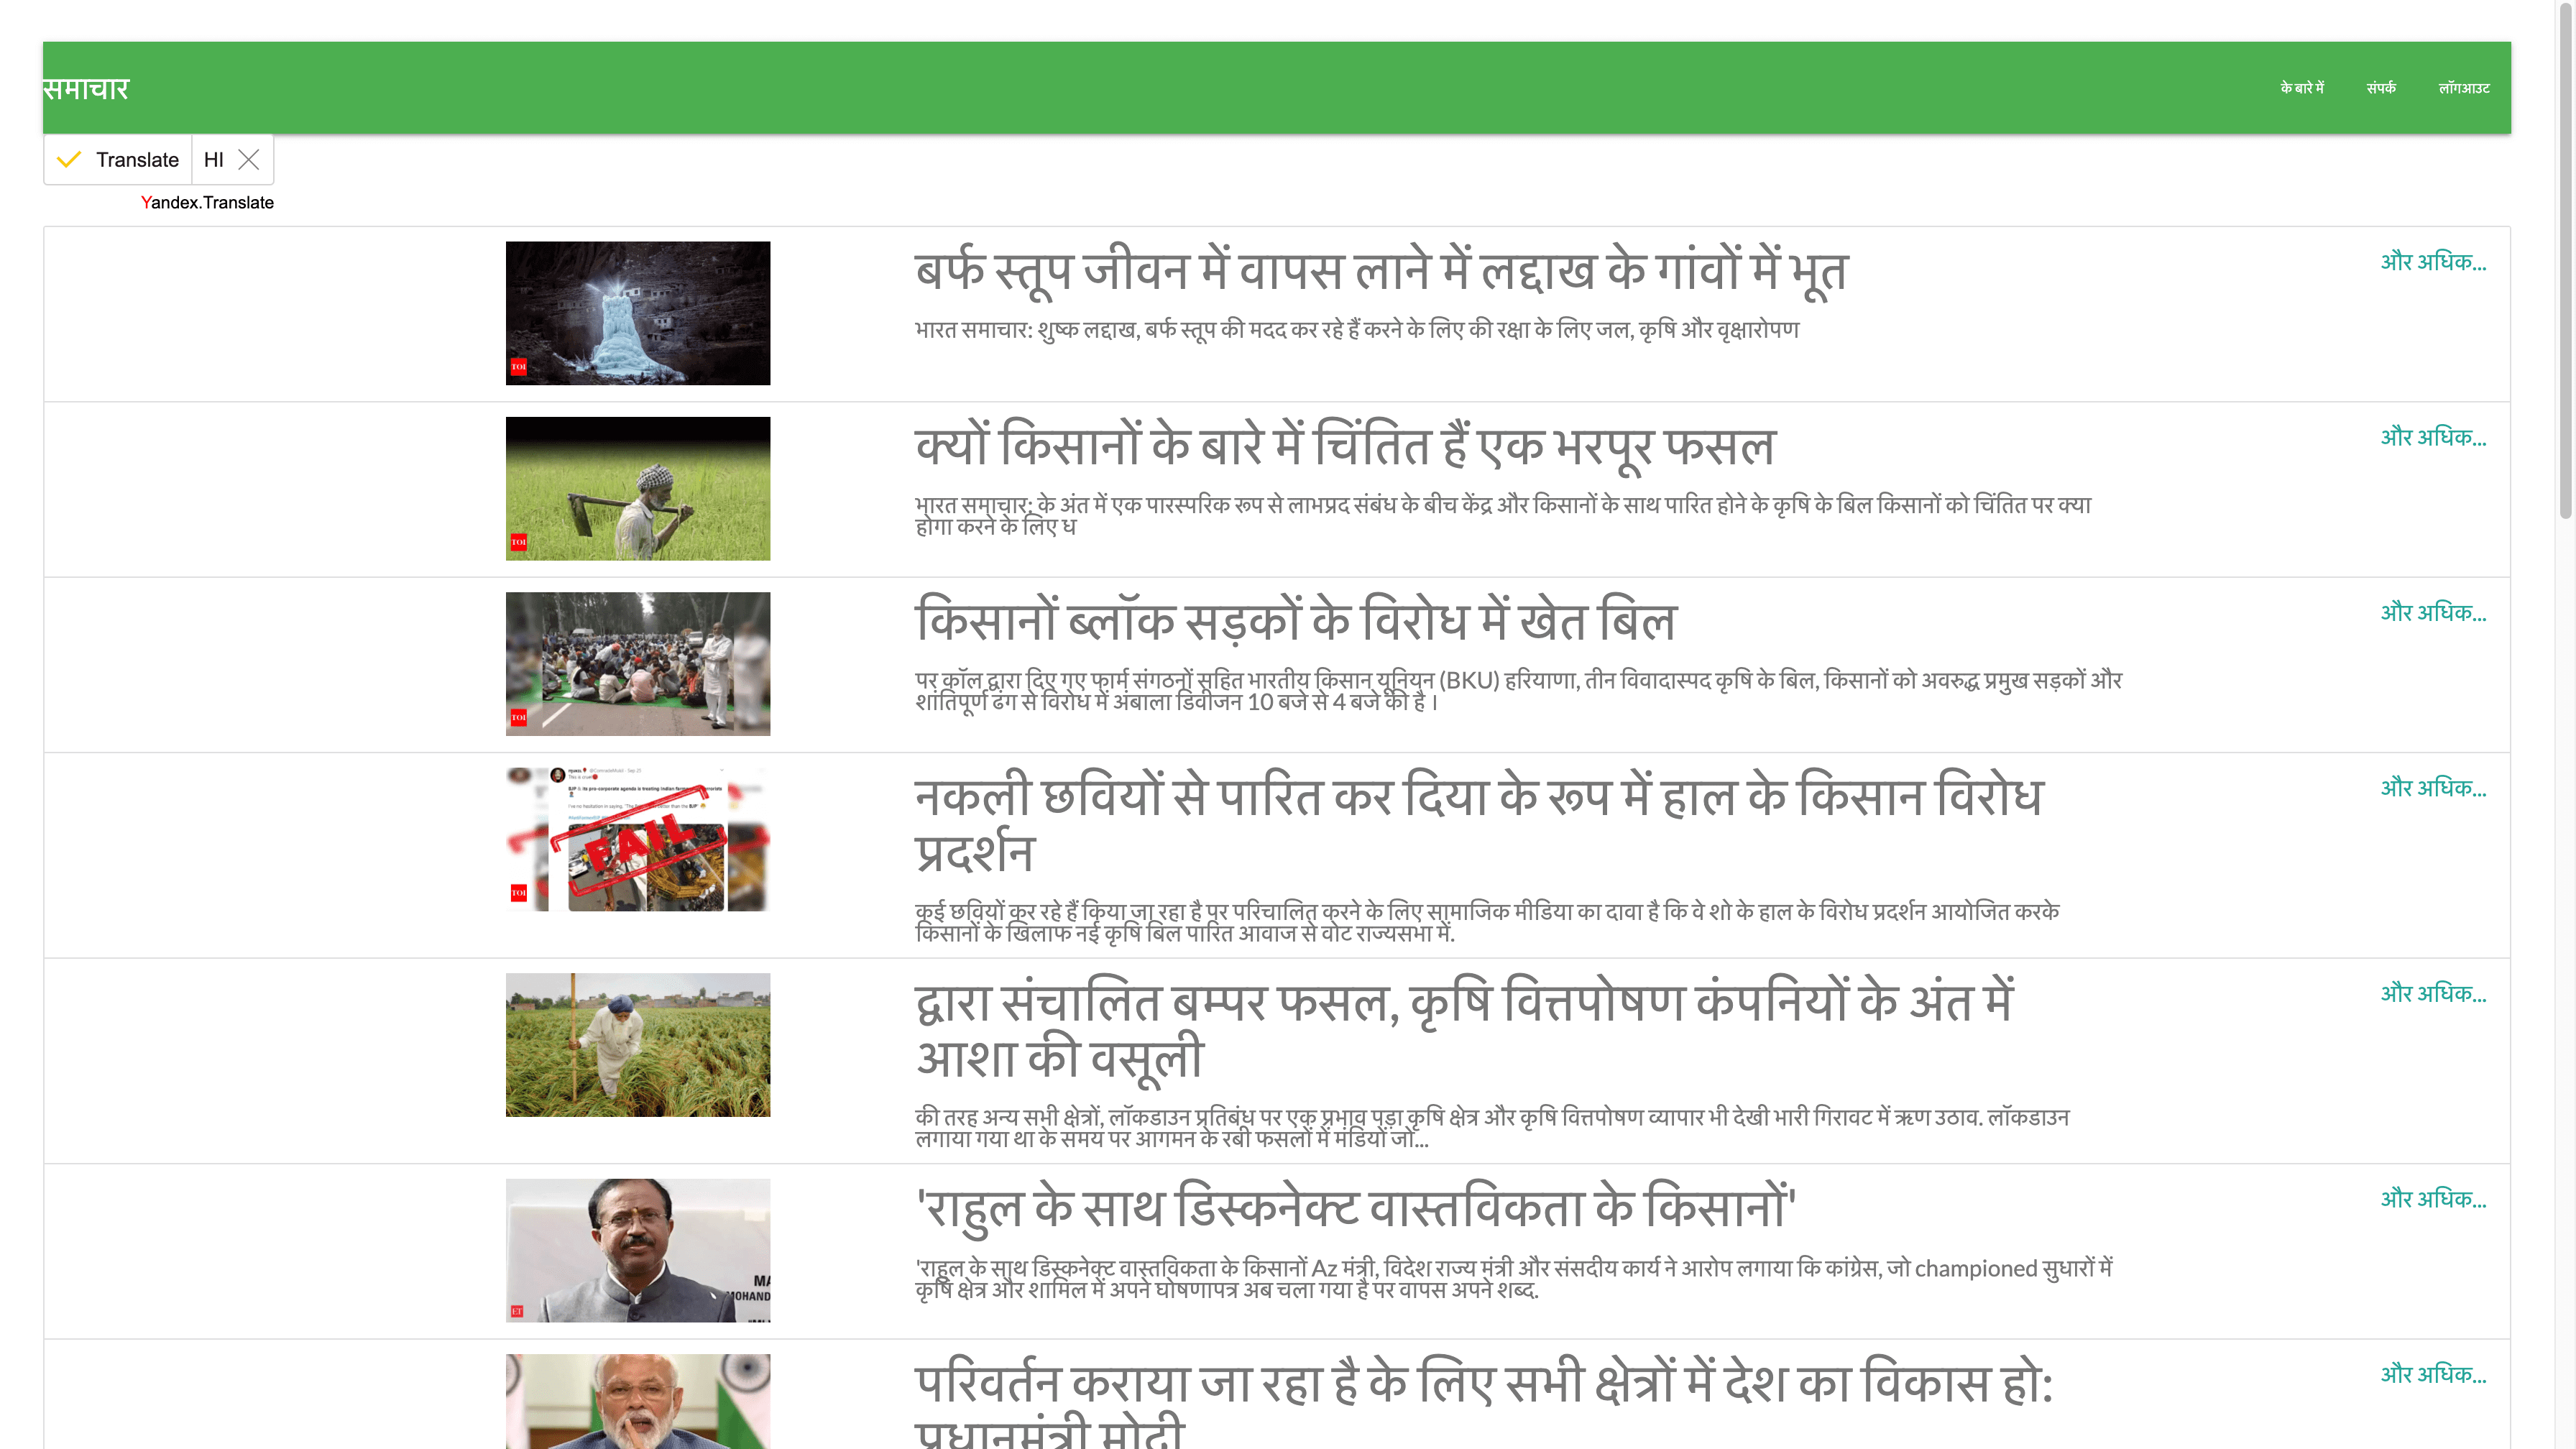 समाचार
के बारे में
संपर्क
लॉगआउट
Translate
HI
Yandex.Translate
बर्फ स्तूप जीवन में वापस लाने में लद्दाख के गांवों में भूत
और अधिक...
भारत समाचार: शुष्क लद्दाख, बर्फ स्तूप की मदद कर रहे हैं करने के लिए की रक्षा के लिए जल, कृषि और वृक्षारोपण
TOI
क्यों किसानों के बारे में चिंतित हैं एक भरपूर फसल
और अधिक...
भारत समाचार: के अंत में एक पारस्परिक रूप से लाभप्रद संबंध के बीच केंद्र और किसानों के साथ पारित होने के कृषि के बिल किसानों को चिंतित पर क्या
होगा करने के लिए ध
TOI
किसानों ब्लॉक सड़कों के विरोध में खेत बिल
और अधिक...
पर कॉल द्वारा दिए गए फार्म संगठनों सहित भारतीय किसान यूनियन (BKU) हरियाणा, तीन विवादास्पद कृषि के बिल, किसानों को अवरुद्ध प्रमुख सड़कों और
शांतिपूर्ण ढंग से विरोध में अंबाला डिवीजन 10 बजे से 4 बजे की है ।
TOI
नकली छवियों से पारित कर दिया के रूप में हाल के किसान विरोध
प्रदर्शन
और अधिक...
FAIL
TOI
कई छवियों कर रहे हैं किया जा रहा है पर परिचालित करने के लिए सामाजिक मीडिया का दावा है कि वे शो के हाल के विरोध प्रदर्शन आयोजित करके
किसानों के खिलाफ नई कृषि बिल पारित आवाज से वोट राज्यसभा में.
द्वारा संचालित बम्पर फसल, कृषि वित्तपोषण कंपनियों के अंत में
आशा की वसूली
और अधिक...
की तरह अन्य सभी क्षेत्रों, लॉकडाउन प्रतिबंध पर एक प्रभाव पड़ा कृषि क्षेत्र और कृषि वित्तपोषण व्यापार भी देखी भारी गिरावट में ऋण उठाव. लॉकडाउन
लगाया गया था के समय पर आगमन के रबी फसलों में मंडियों जो...
'राहुल के साथ डिस्कनेक्ट वास्तविकता के किसानों'
और अधिक...
'राहुल के साथ डिस्कनेक्ट वास्तविकता के किसानों Az मंत्री, विदेश राज्य मंत्री और संसदीय कार्य ने आरोप लगाया कि कांग्रेस, जो championed सुधारों में
कृषि क्षेत्र और शामिल में अपने घोषणापत्र अब चला गया है पर वापस अपने शब्द.
ET
परिवर्तन कराया जा रहा है के लिए सभी क्षेत्रों में देश का विकास हो:
प्रधानमंत्री मोदी
और अधिक...